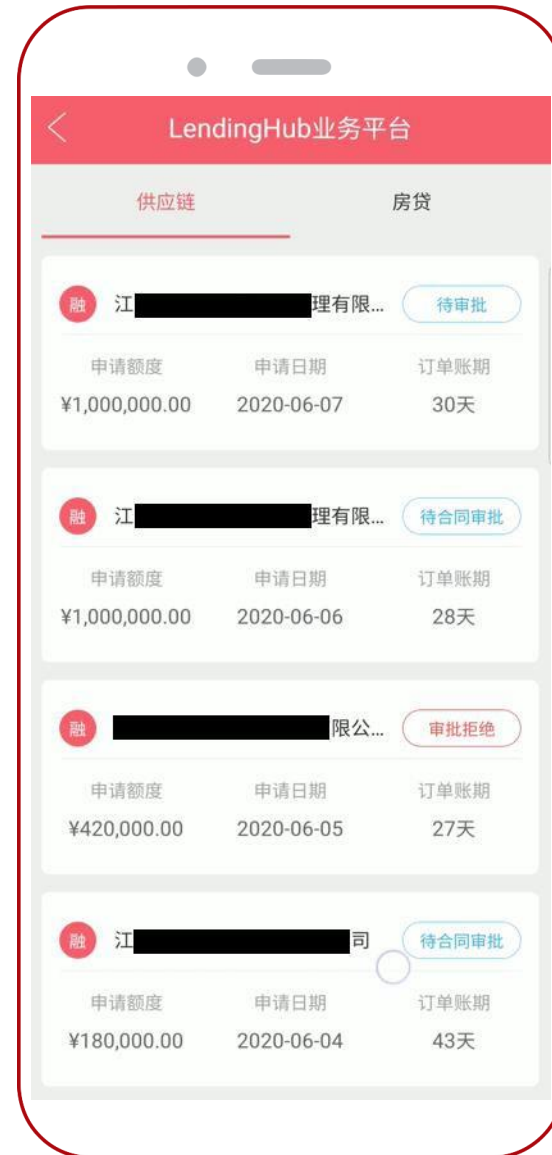 LendingHub业务平台
供应链 房贷
融 江 理有限... 待审批
申请额度 申请日期 订单账期
¥1,000,000.00 2020-06-07 30天
融 江 理有限... 待合同审批
申请额度 申请日期 订单账期
¥1,000,000.00 2020-06-06 28天
融 限公... 审批拒绝
申请额度 申请日期 订单账期
¥420,000.00 2020-06-05 27天
融 江 司 待合同审批
申请额度 申请日期 订单账期
¥180,000.00 2020-06-04 43天